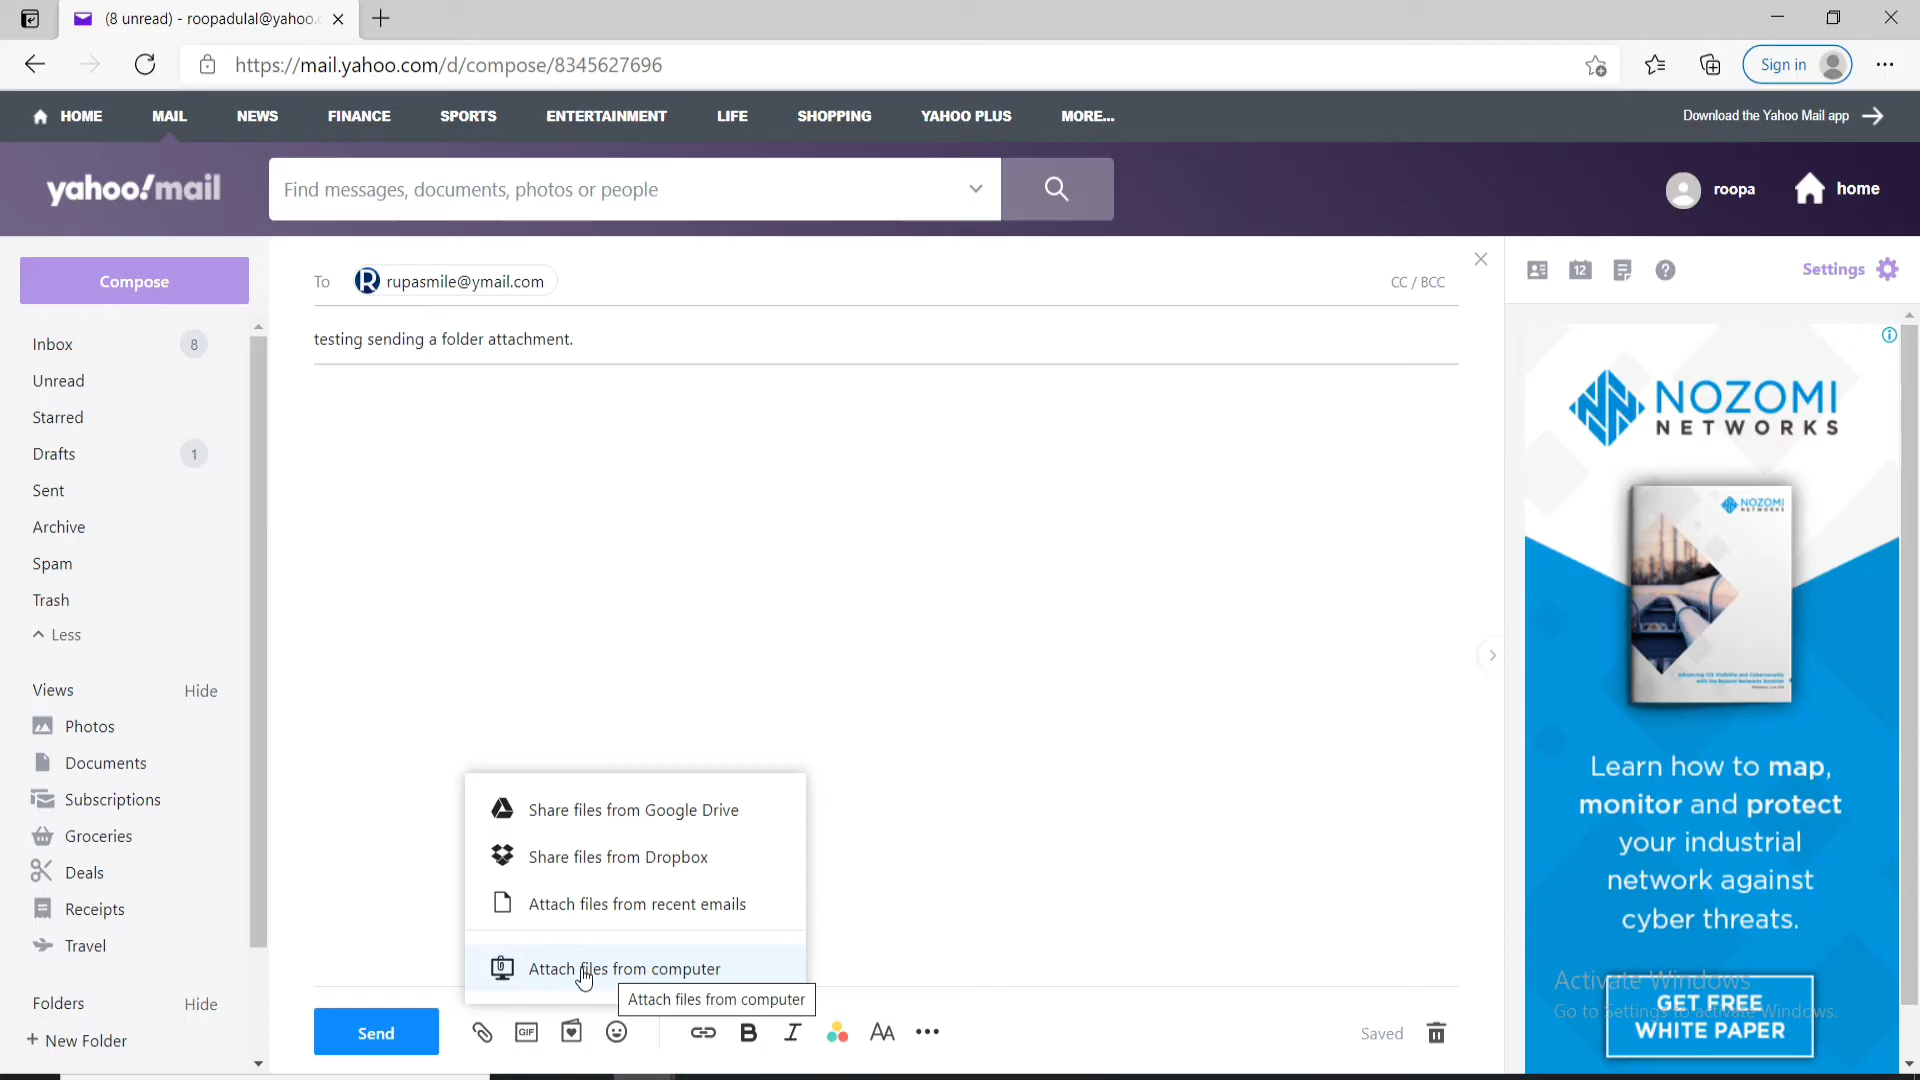 (8 unread) - roopadulal@yahoo.
https://mail.yahoo.com/d/compose/8345627696
Sign in
HOME
MAIL
NEWS
FINANCE
SPORTS
ENTERTAINMENT
LIFE
SHOPPING
YAHOO PLUS
MORE...
Download the Yahoo Mail app
yahoo!mail
Find messages, documents, photos or people
roopa
home
Compose
To
R
rupasmile@ymail.com
CC / BCC
12
Settings
testing sending a folder attachment.
Inbox
8
Unread
Starred
Drafts
1
Sent
Archive
Spam
Trash
Less
Views
Hide
Photos
Documents
Subscriptions
Groceries
Deals
Receipts
Travel
Folders
Hide
+ New Folder
Share files from Google Drive
Share files from Dropbox
Attach files from recent emails
Attach files from computer
Attach files from computer
Send
GIF
B
I
AA
Saved
NOZOMI
NETWORKS
NOZOMI
NETWORKS
Learn how to map,
monitor and protect
your industrial
network against
cyber threats.
Activate Windows
Go to Settings to activate Windows.
GET FREE
WHITE PAPER